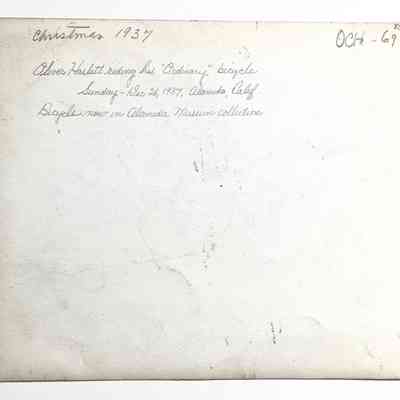 Christmas 1937
OCH - 69
Oliver Haslett riding his "Ordinary" bicycle
Sunday - Dec 26, 1937, Alameda, Calif
Bicycle now in Alameda Museum collection